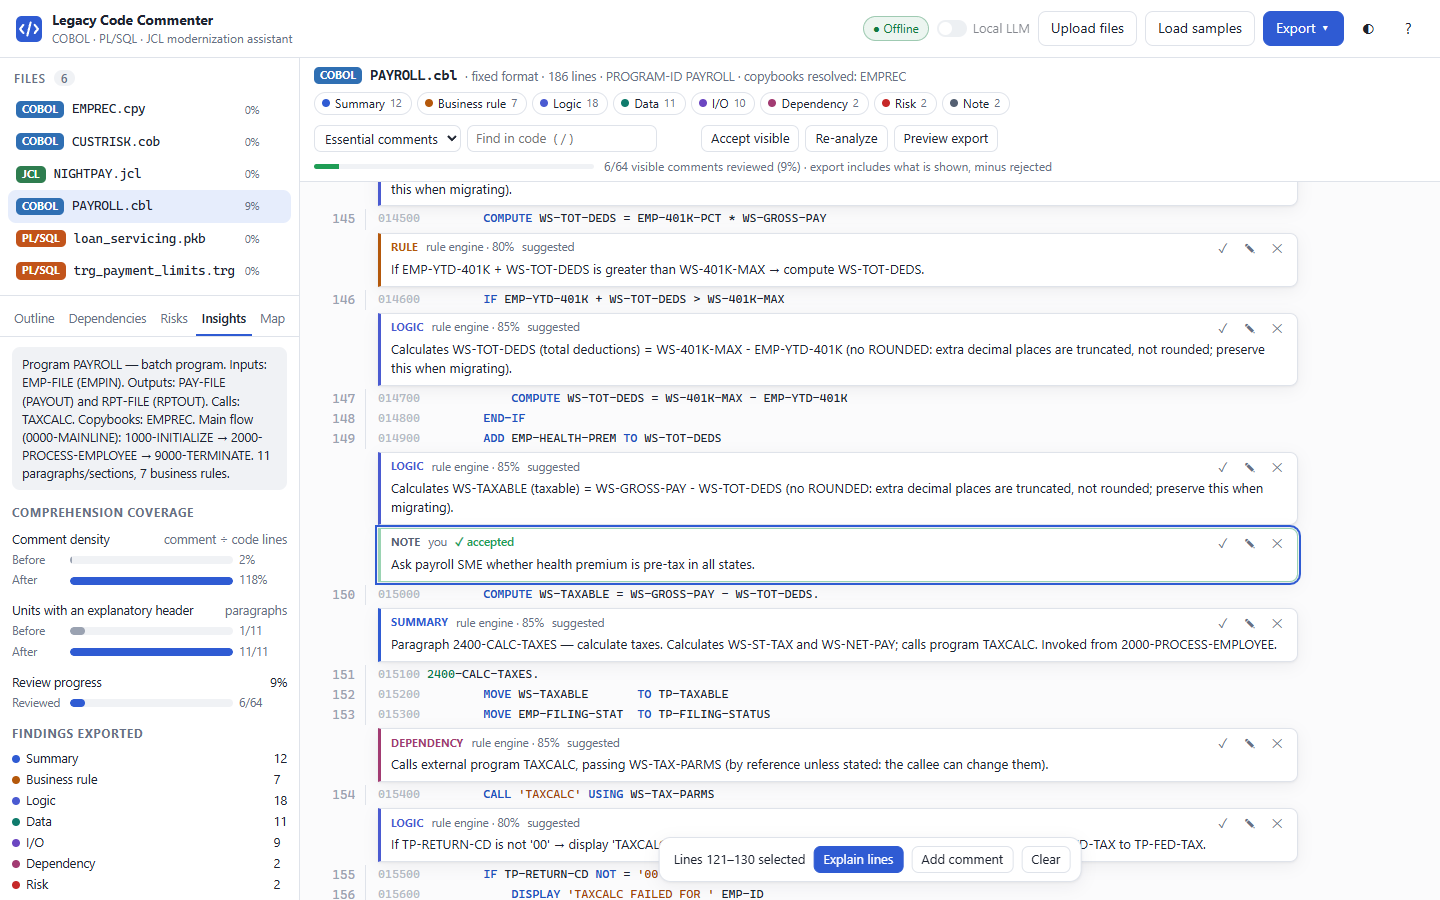 Legacy Code Commenter
COBOL · PL/SQL · JCL modernization assistant
Offline
Local LLM
Upload files
Load samples
Export
?
FILES 6
COBOL EMPREC.cpy 0%
COBOL CUSTRISK.cob 0%
JCL NIGHTPAY.jcl 0%
COBOL PAYROLL.cbl 9%
PL/SQL loan_servicing.pkb 0%
PL/SQL trg_payment_limits.trg 0%
Outline Dependencies Risks Insights Map
Program PAYROLL — batch program. Inputs:
EMP-FILE (EMPIN). Outputs: PAY-FILE
(PAYOUT) and RPT-FILE (RPTOUT). Calls:
TAXCALC. Copybooks: EMPREC. Main flow
(0000-MAINLINE): 1000-INITIALIZE → 2000-
PROCESS-EMPLOYEE → 9000-TERMINATE. 11
paragraphs/sections, 7 business rules.
COMPREHENSION COVERAGE
Comment density comment ÷ code lines
Before 2%
After 118%
Units with an explanatory header paragraphs
Before 1/11
After 11/11
Review progress 9%
Reviewed 6/64
FINDINGS EXPORTED
Summary 12
Business rule 7
Logic 18
Data 11
I/O 9
Dependency 2
Risk 2
COBOL PAYROLL.cbl · fixed format · 186 lines · PROGRAM-ID PAYROLL · copybooks resolved: EMPREC
Summary 12
Business rule 7
Logic 18
Data 11
I/O 10
Dependency 2
Risk 2
Note 2
Essential comments
Find in code ( / )
Accept visible
Re-analyze
Preview export
6/64 visible comments reviewed (9%) · export includes what is shown, minus rejected
this when migrating).
145 014500 COMPUTE WS-TOT-DEDS = EMP-401K-PCT * WS-GROSS-PAY
RULE rule engine · 80% suggested ✓ ✕
If EMP-YTD-401K + WS-TOT-DEDS is greater than WS-401K-MAX → compute WS-TOT-DEDS.
146 014600 IF EMP-YTD-401K + WS-TOT-DEDS > WS-401K-MAX
LOGIC rule engine · 85% suggested ✓ ✕
Calculates WS-TOT-DEDS (total deductions) = WS-401K-MAX - EMP-YTD-401K (no ROUNDED: extra decimal places are truncated, not rounded; preserve
this when migrating).
147 014700 COMPUTE WS-TOT-DEDS = WS-401K-MAX - EMP-YTD-401K
148 014800 END-IF
149 014900 ADD EMP-HEALTH-PREM TO WS-TOT-DEDS
LOGIC rule engine · 85% suggested ✓ ✕
Calculates WS-TAXABLE (taxable) = WS-GROSS-PAY - WS-TOT-DEDS (no ROUNDED: extra decimal places are truncated, not rounded; preserve this when
migrating).
NOTE you ✓ accepted ✓ ✕
Ask payroll SME whether health premium is pre-tax in all states.
150 015000 COMPUTE WS-TAXABLE = WS-GROSS-PAY - WS-TOT-DEDS.
SUMMARY rule engine · 85% suggested ✓ ✕
Paragraph 2400-CALC-TAXES — calculate taxes. Calculates WS-ST-TAX and WS-NET-PAY; calls program TAXCALC. Invoked from 2000-PROCESS-EMPLOYEE.
151 015100 2400-CALC-TAXES.
152 015200 MOVE WS-TAXABLE TO TP-TAXABLE
153 015300 MOVE EMP-FILING-STAT TO TP-FILING-STATUS
DEPENDENCY rule engine · 85% suggested ✓ ✕
Calls external program TAXCALC, passing WS-TAX-PARMS (by reference unless stated: the callee can change them).
154 015400 CALL 'TAXCALC' USING WS-TAX-PARMS
LOGIC rule engine · 80% suggested ✓ ✕
If TP-RETURN-CD is not '00' → display 'TAXCAL D-TAX to TP-FED-TAX.
155 015500 IF TP-RETURN-CD NOT = '00
156 015600 DISPLAY 'TAXCALC FAILED FOR ' EMP-ID
Lines 121–130 selected
Explain lines
Add comment
Clear